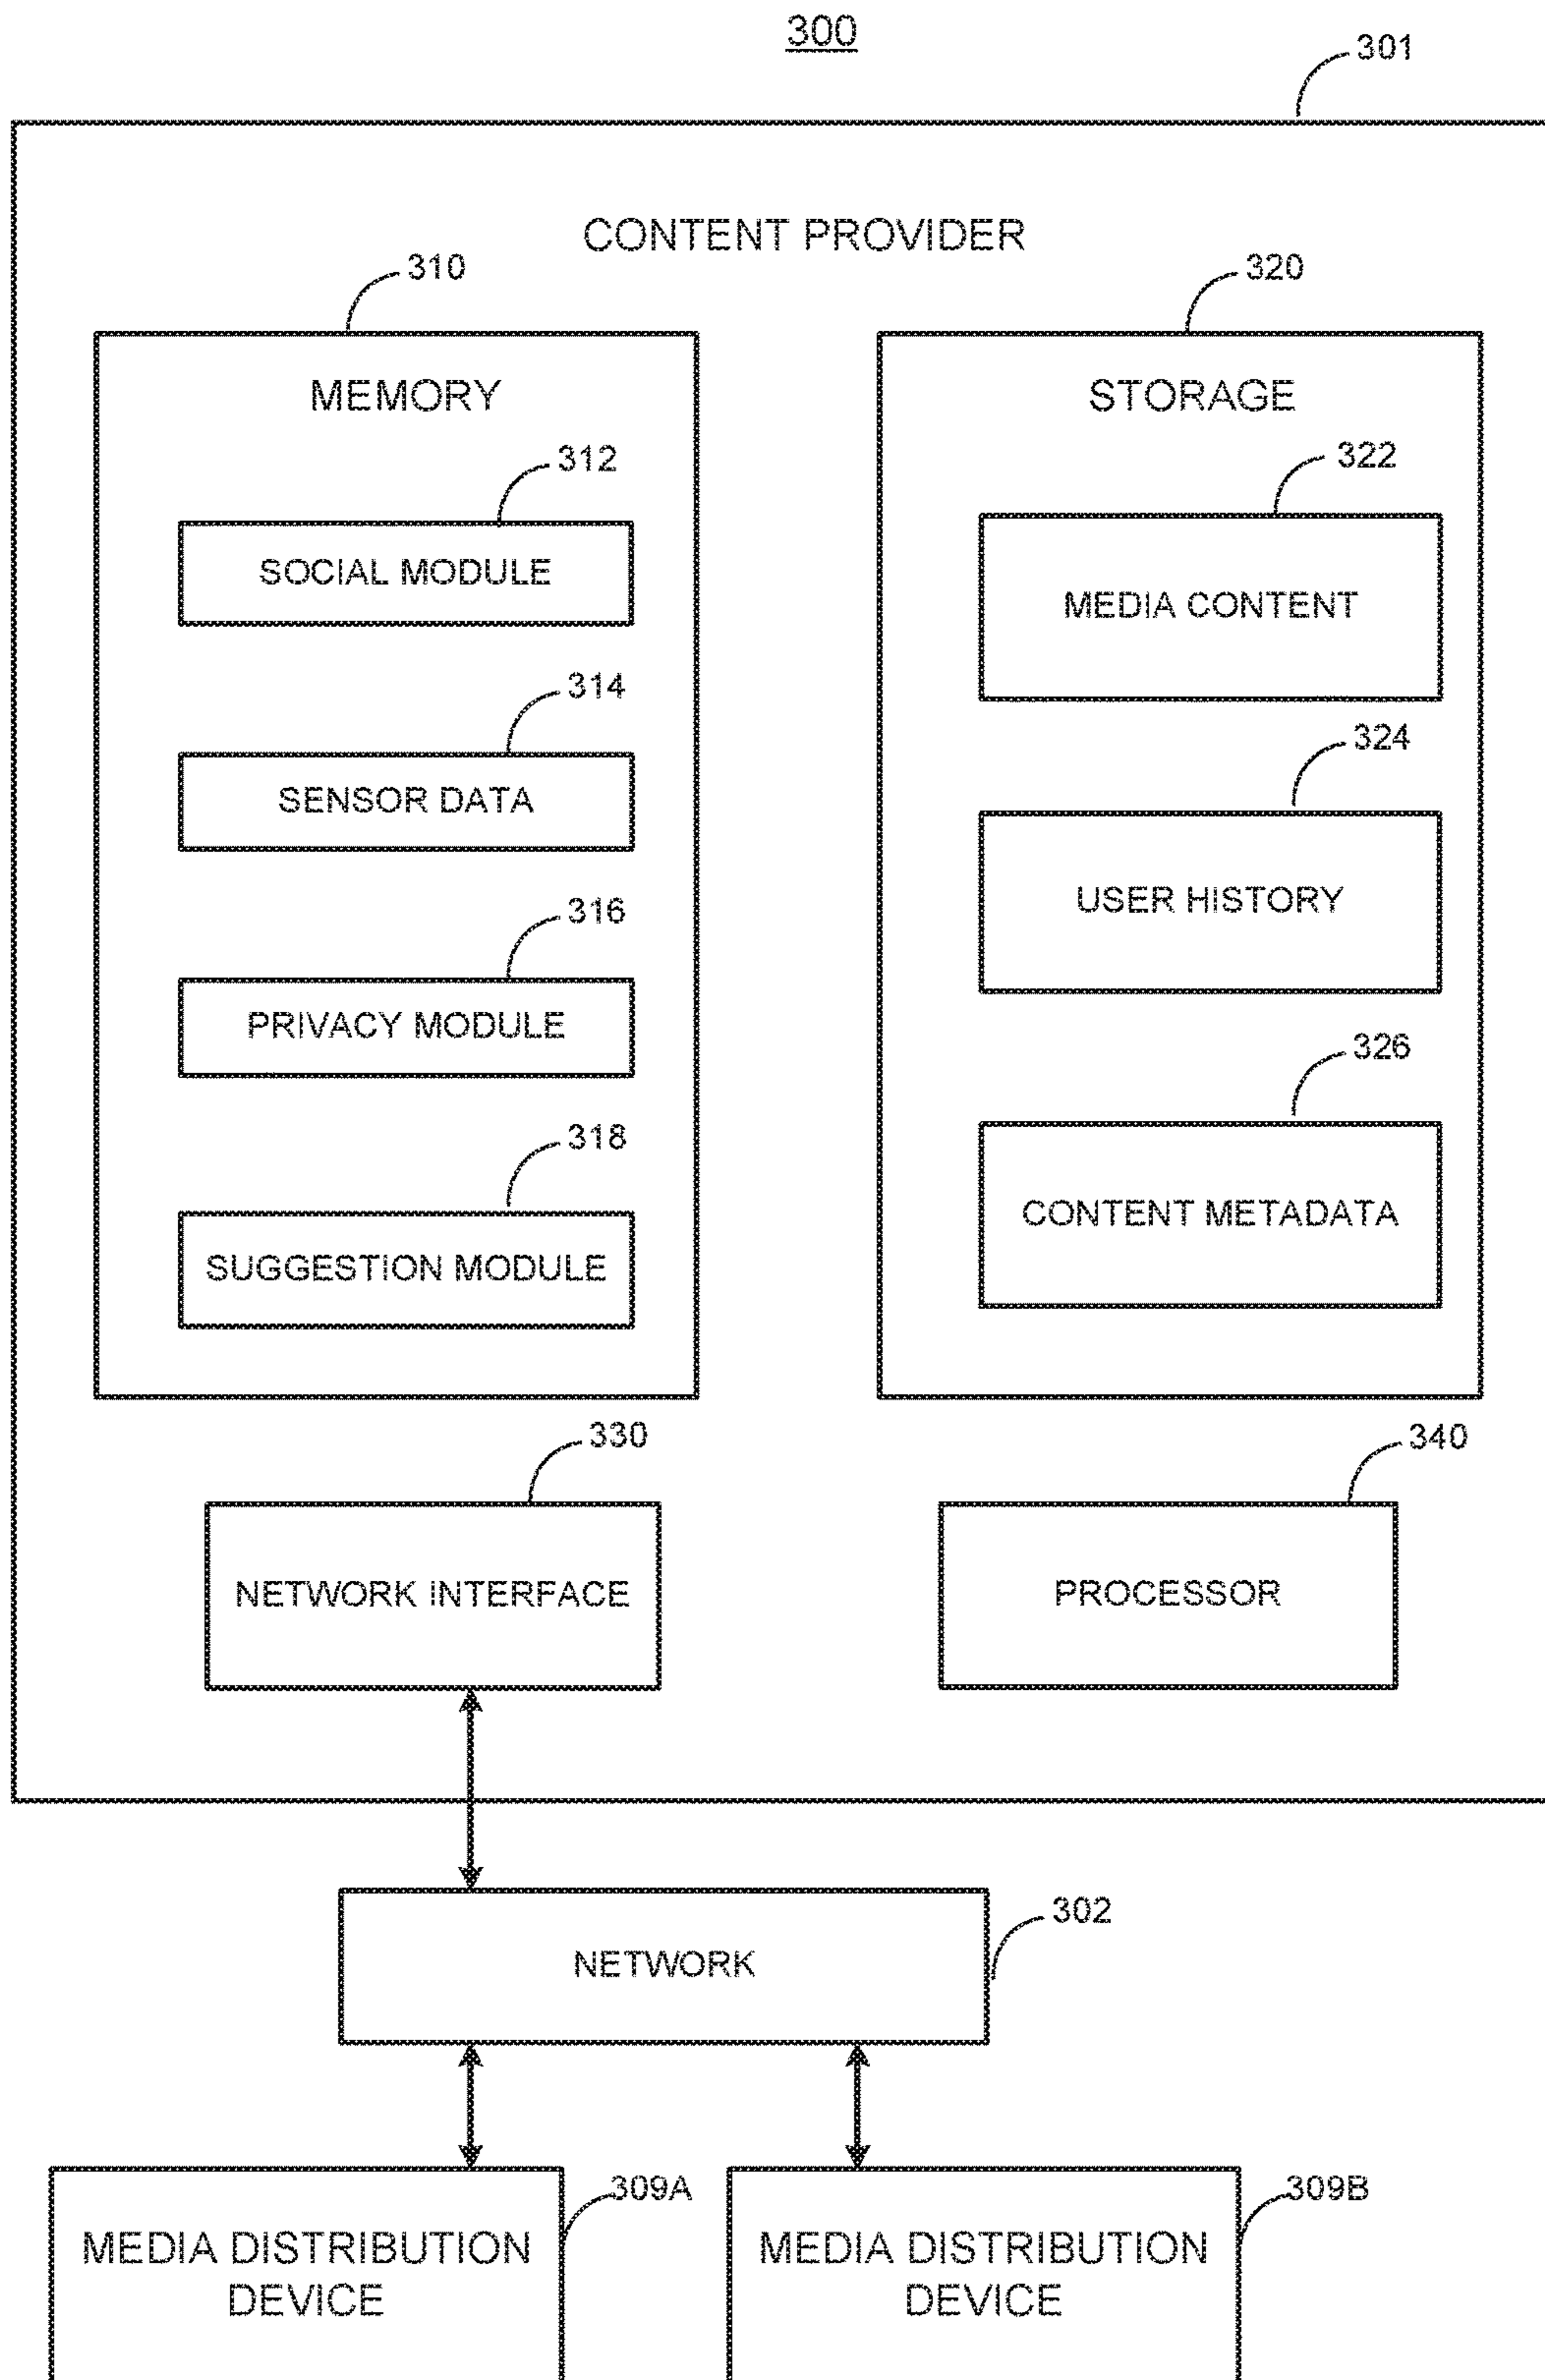 300
301
CONTENT PROVIDER
310
320
MEMORY
STORAGE
312
322
SOCIAL MODULE
MEDIA CONTENT
314
324
SENSOR DATA
USER HISTORY
316
326
PRIVACY MODULE
318
CONTENT METADATA
SUGGESTION MODULE
330
340
NETWORK INTERFACE
PROCESSOR
302
NETWORK
309A
309B
MEDIA DISTRIBUTION
DEVICE
MEDIA DISTRIBUTION
DEVICE